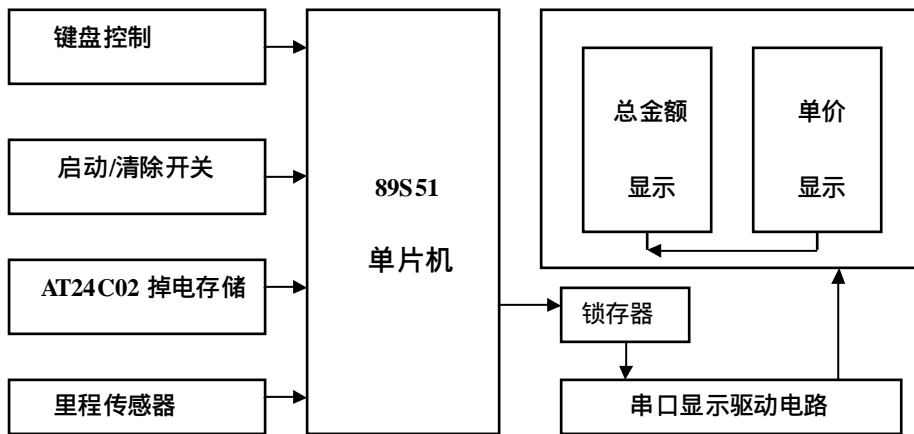 键盘控制
启动/清除开关
AT24C02 掉电存储
里程传感器
89S51
单片机
总金额
显示
单价
显示
锁存器
串口显示驱动电路